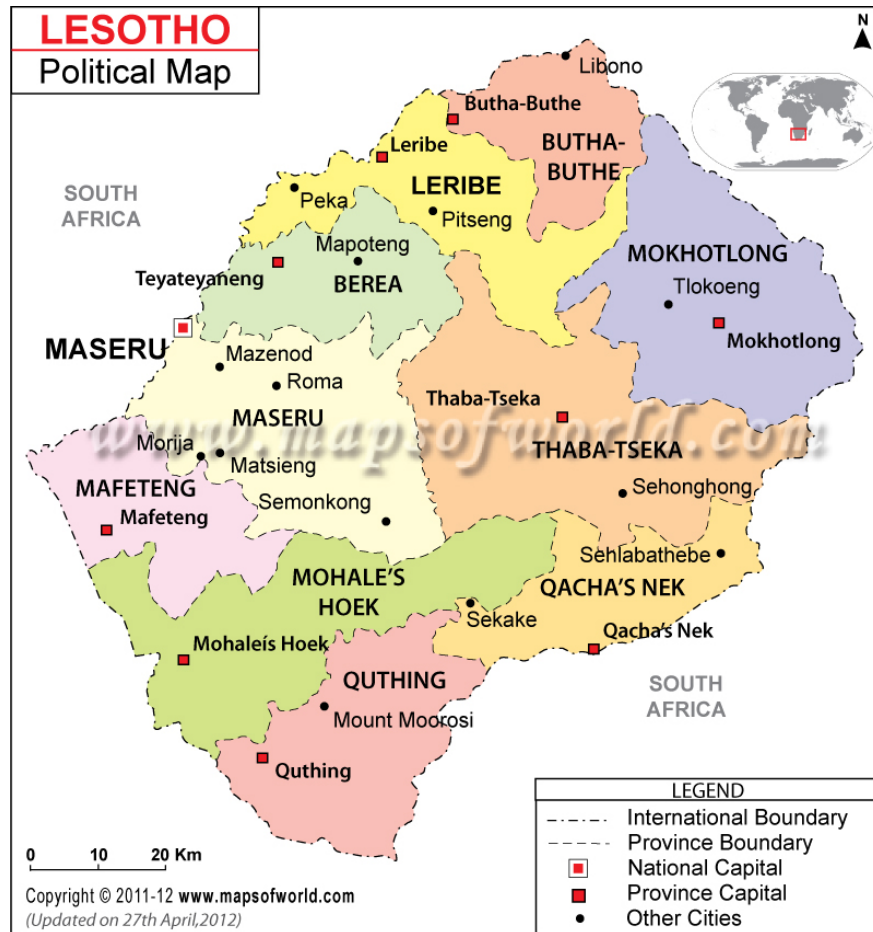 LESOTHO
Political Map
N
Libono
Butha-Buthe
BUTHA-
BUTHE
Leribe
LERIBE
SOUTH
AFRICA
Peka
Pitseng
Mapoteng
MOKHOTLONG
Teyateyaneng
BEREA
Tlokoeng
MASERU
Mokhotlong
Mazenod
Roma
Thaba-Tseka
MASERU
www.mapsofworld.com
THABA-TSEKA
Morija
Matsieng
MAFETENG
Sehonghong
Mafeteng
Semonkong
Sehlabathebe
MOHALE'S
HOEK
QACHA'S NEK
Sekake
Qacha's Nek
Mohaleís Hoek
QUTHING
SOUTH
AFRICA
Mount Moorosi
Quthing
LEGEND
International Boundary
Province Boundary
National Capital
Province Capital
Other Cities
0 10 20 Km
Copyright © 2011-12 www.mapsofworld.com
(Updated on 27th April,2012)